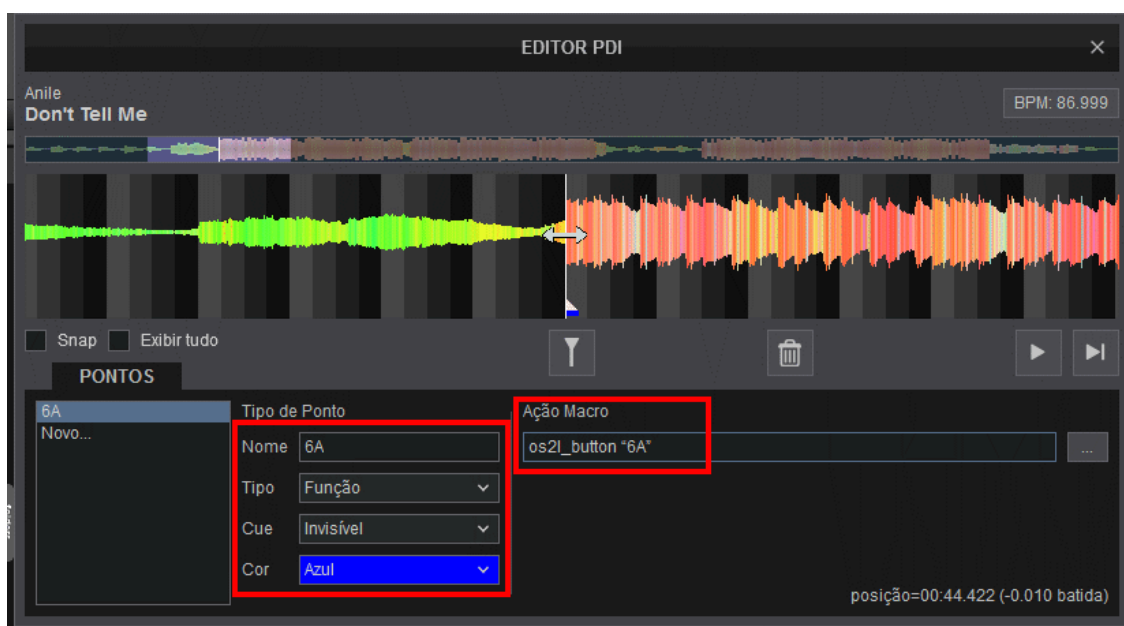 EDITOR PDI
Anile
Don't Tell Me
BPM: 86.999
Snap
Exibir tudo
PONTOS
6A
Novo...
Tipo de Ponto
Nome 6A
Tipo Função
Cue Invisível
Cor Azul
Ação Macro
os2l_button “6A”
...
posição=00:44.422 (-0.010 batida)